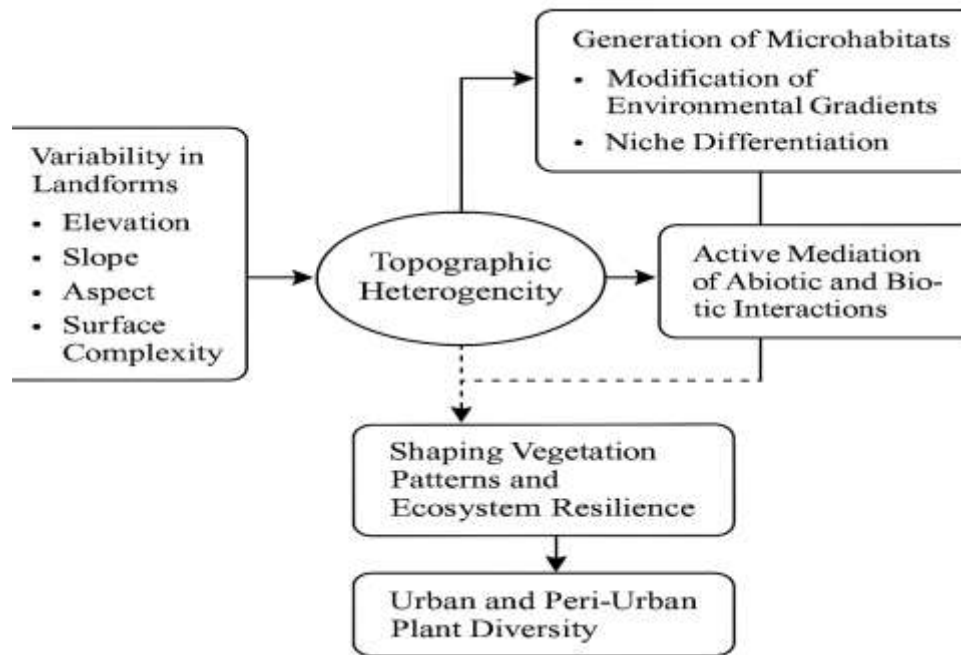 Variability in
Landforms
• Elevation
• Slope
• Aspect
• Surface
Complexity
Topographic
Heterogencity
Generation of Microhabitats
• Modification of
Environmental Gradients
• Niche Differentiation
Active Mediation
of Abiotic and Bio-
tic Interactions
Shaping Vegetation
Patterns and
Ecosystem Resilience
Urban and Peri-Urban
Plant Diversity